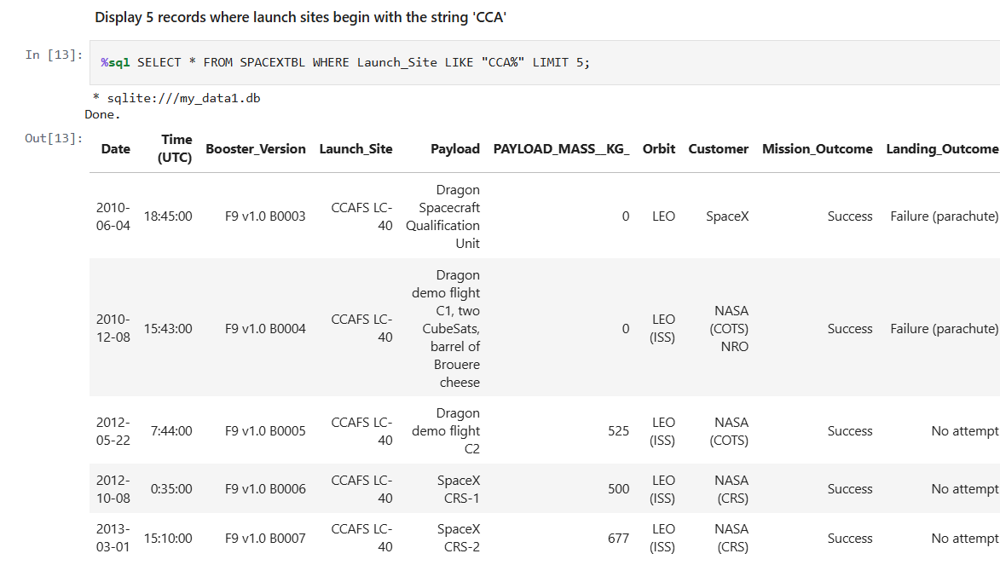 Display 5 records where launch sites begin with the string 'CCA'
In [13]: %sql SELECT * FROM SPACEXTBL WHERE Launch_Site LIKE "CCA%" LIMIT 5;
* sqlite:///my_data1.db
Done.
Out[13]:
Date Time (UTC) Booster_Version Launch_Site Payload PAYLOAD_MASS__KG_ Orbit Customer Mission_Outcome Landing_Outcome
2010-06-04 18:45:00 F9 v1.0 B0003 CCAFS LC-40 Dragon Spacecraft Qualification Unit 0 LEO SpaceX Success Failure (parachute)
2010-12-08 15:43:00 F9 v1.0 B0004 CCAFS LC-40 Dragon demo flight C1, two CubeSats, barrel of Brouere cheese 0 LEO (ISS) NASA (COTS) NRO Success Failure (parachute)
2012-05-22 7:44:00 F9 v1.0 B0005 CCAFS LC-40 Dragon demo flight C2 525 LEO (ISS) NASA (COTS) Success No attempt
2012-10-08 0:35:00 F9 v1.0 B0006 CCAFS LC-40 SpaceX CRS-1 500 LEO (ISS) NASA (CRS) Success No attempt
2013-03-01 15:10:00 F9 v1.0 B0007 CCAFS LC-40 SpaceX CRS-2 677 LEO (ISS) NASA (CRS) Success No attempt